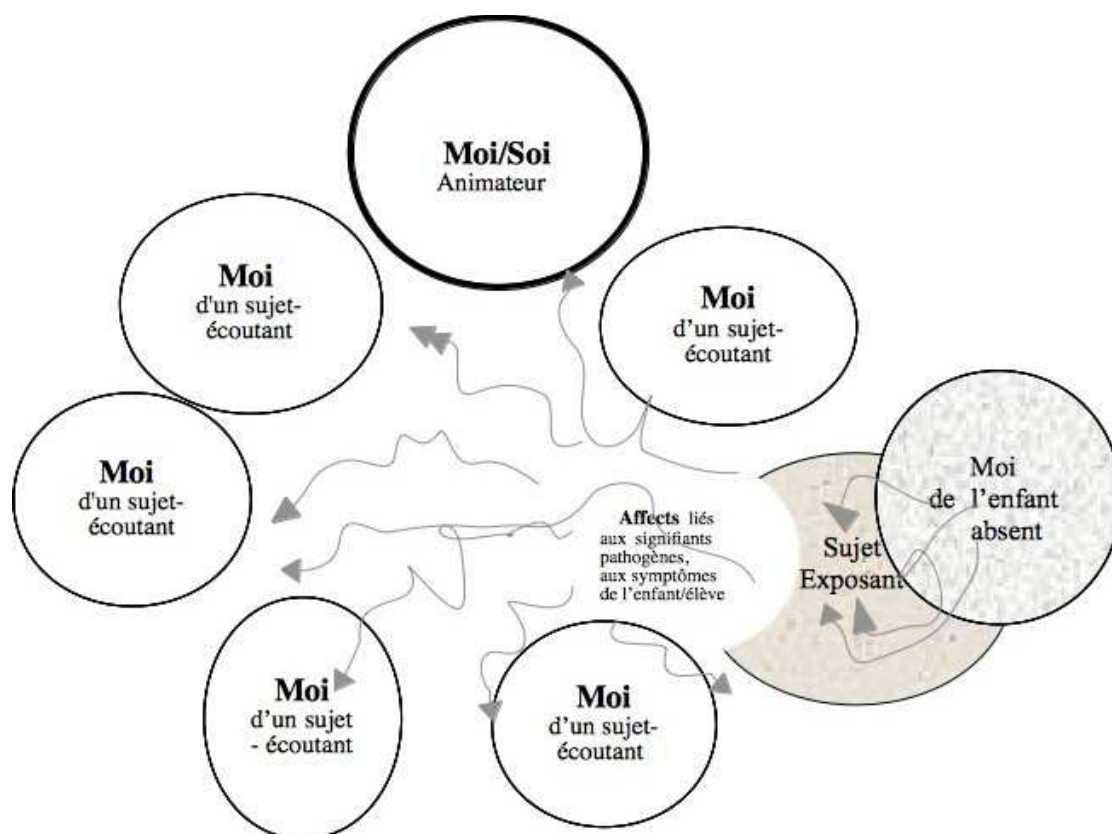 Moi/Soi
Animateur
Moi
d'un sujet-
écoutant
Moi
d’un sujet-
écoutant
Moi
d'un sujet-
écoutant
Moi
de l’enfant
absent
Affects liés
aux signifiants
pathogènes,
aux symptômes
de l’enfant/élève
Sujet
Exposant
Moi
d’un sujet
- écoutant
Moi
d’un sujet-
écoutant